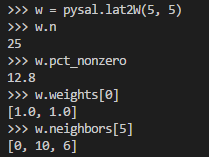 >>> w = pysal.lat2W(5, 5)
>>> w.n
25
>>> w.pct_nonzero
12.8
>>> w.weights[0]
[1.0, 1.0]
>>> w.neighbors[5]
[0, 10, 6]